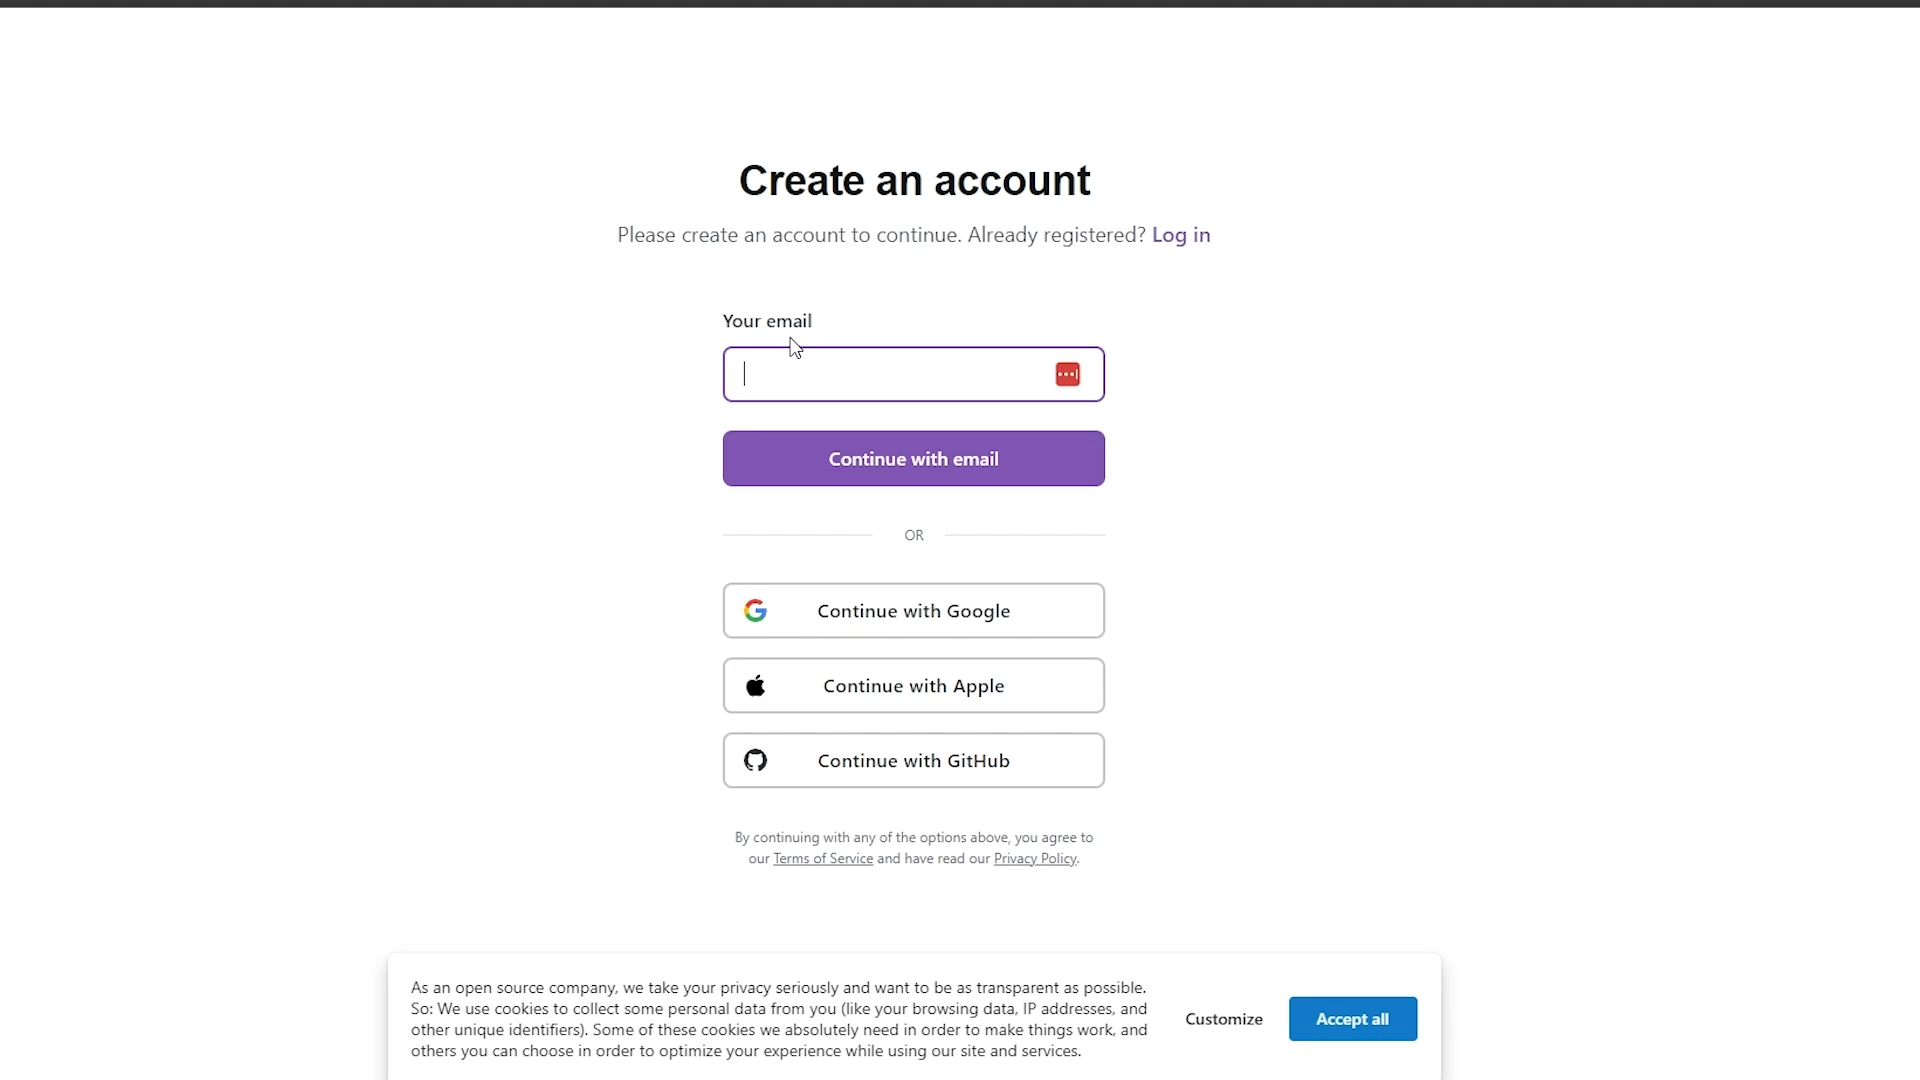 Create an account
Please create an account to continue. Already registered? Log in
Your email
Continue with email
OR
Continue with Google
Continue with Apple
Continue with GitHub
By continuing with any of the options above, you agree to
our Terms of Service and have read our Privacy Policy.
As an open source company, we take your privacy seriously and want to be as transparent as possible.
So: We use cookies to collect some personal data from you (like your browsing data, IP addresses, and
other unique identifiers). Some of these cookies we absolutely need in order to make things work, and
others you can choose in order to optimize your experience while using our site and services.
Customize
Accept all